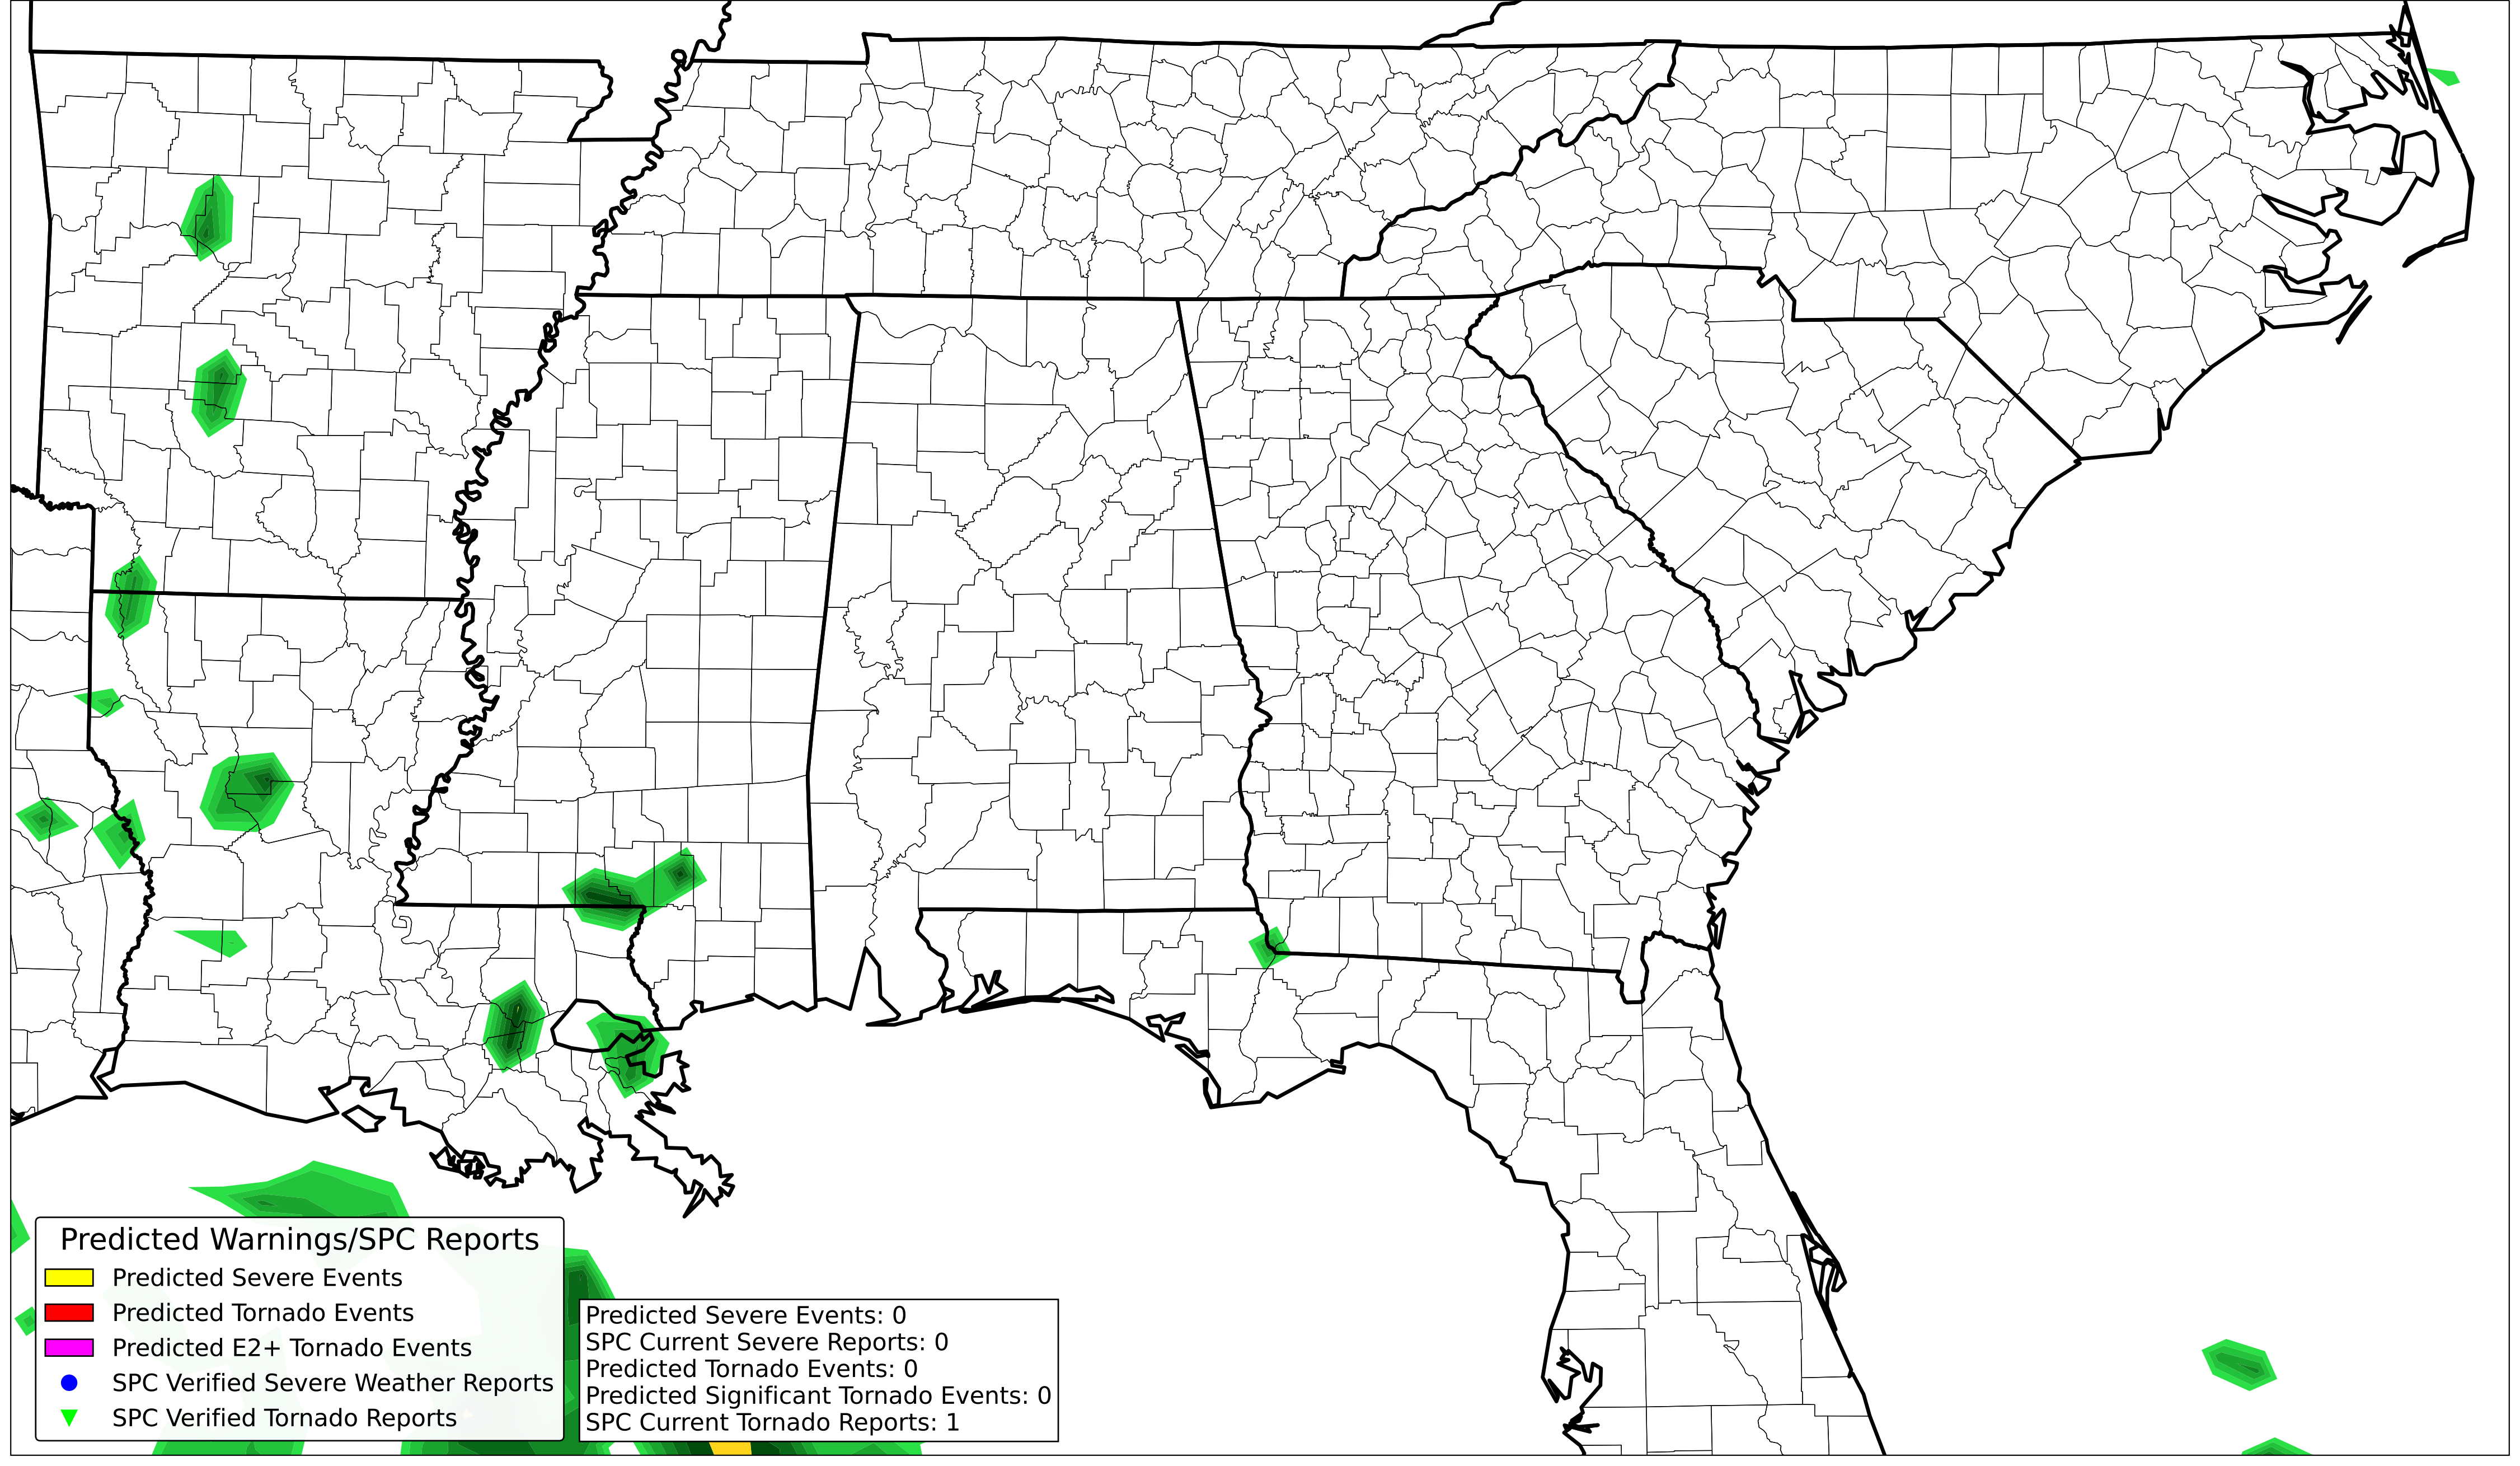 Predicted Warnings/SPC Reports
Predicted Severe Events
Predicted Tornado Events
Predicted E2+ Tornado Events
SPC Verified Severe Weather Reports
SPC Verified Tornado Reports
Predicted Severe Events: 0
SPC Current Severe Reports: 0
Predicted Tornado Events: 0
Predicted Significant Tornado Events: 0
SPC Current Tornado Reports: 1